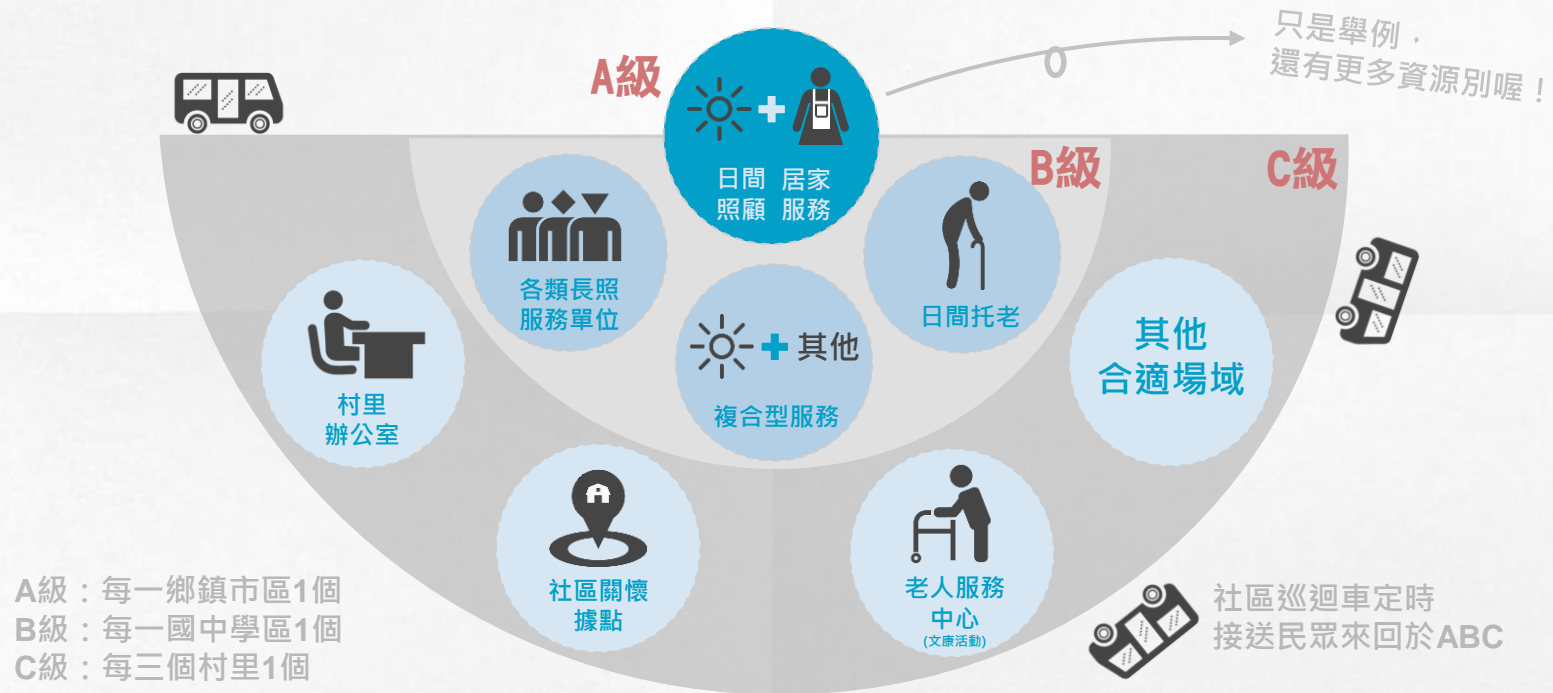 只是舉例，
還有更多資源別喔！
A級
B級
C級
日間 居家
照顧 服務
各類長照
服務單位
日間托老
其他
複合型服務
其他
合適場域
村里
辦公室
社區關懷
據點
老人服務
中心
(文康活動)
A級：每一鄉鎮市區1個
B級：每一國中學區1個
C級：每三個村里1個
社區巡迴車定時
接送民眾來回於ABC